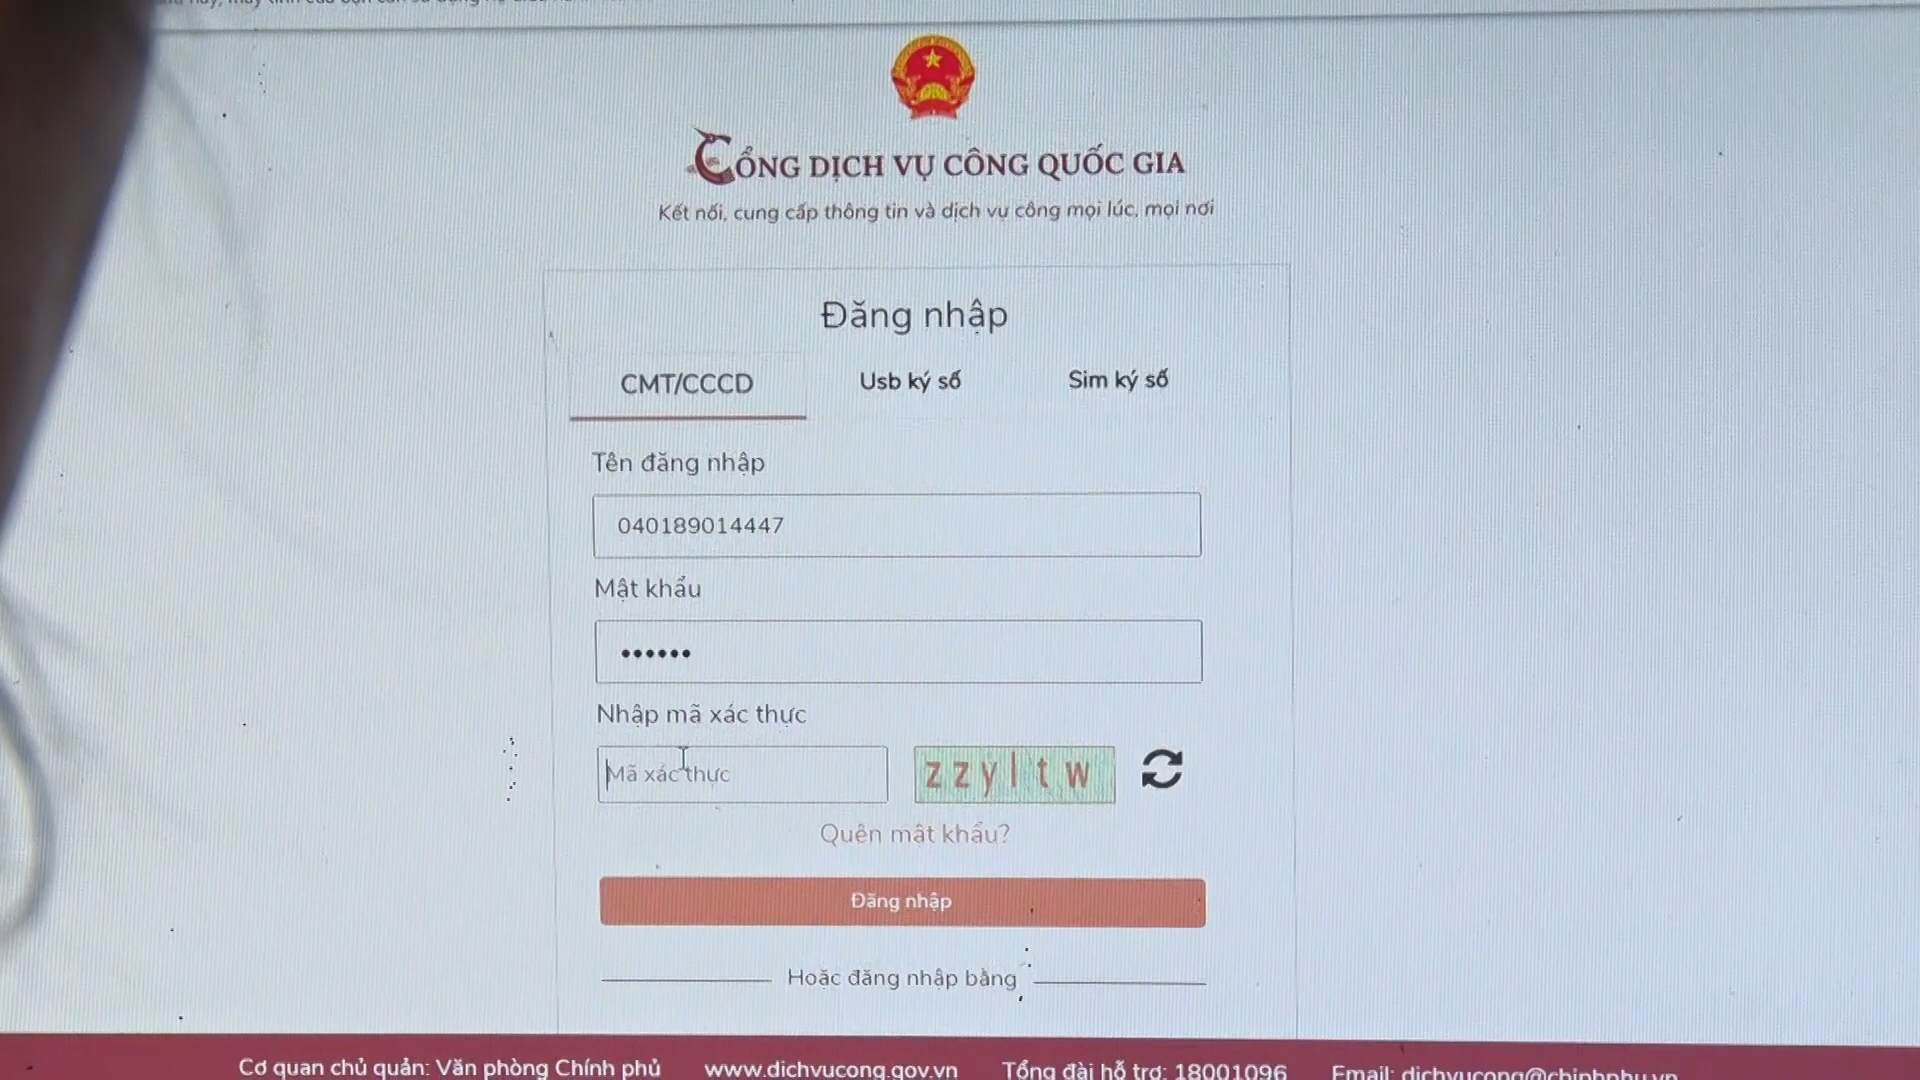 CỔNG DỊCH VỤ CÔNG QUỐC GIA
Kết nối, cung cấp thông tin và dịch vụ công mọi lúc, mọi nơi
Đăng nhập
CMT/CCCD Usb ký số Sim ký số
Tên đăng nhập
040189014447
Mật khẩu
••••••
Nhập mã xác thực
Mã xác thực zzyltw
Quên mật khẩu?
Đăng nhập
Hoặc đăng nhập bằng
Cơ quan chủ quản: Văn phòng Chính phủ www.dichvucong.gov.vn Tổng đài hỗ trợ: 18001096 Email: dichvucong@chinhphu.vn